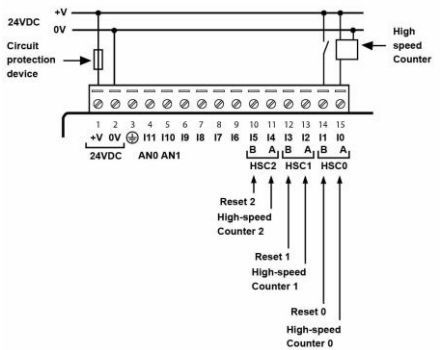 +V
24VDC
0V
Circuit
protection
device
High
speed
Counter
1 2 3 4 5 6 7 8 9 10 11 12 13 14 15
+V 0V I11 I10 I9 I8 I7 I6 I5 I4 I3 I2 I1 I0
B A B A B A
24VDC AN0 AN1 HSC2 HSC1 HSC0
Reset 2
High-speed
Counter 2
Reset 1
High-speed
Counter 1
Reset 0
High-speed
Counter 0